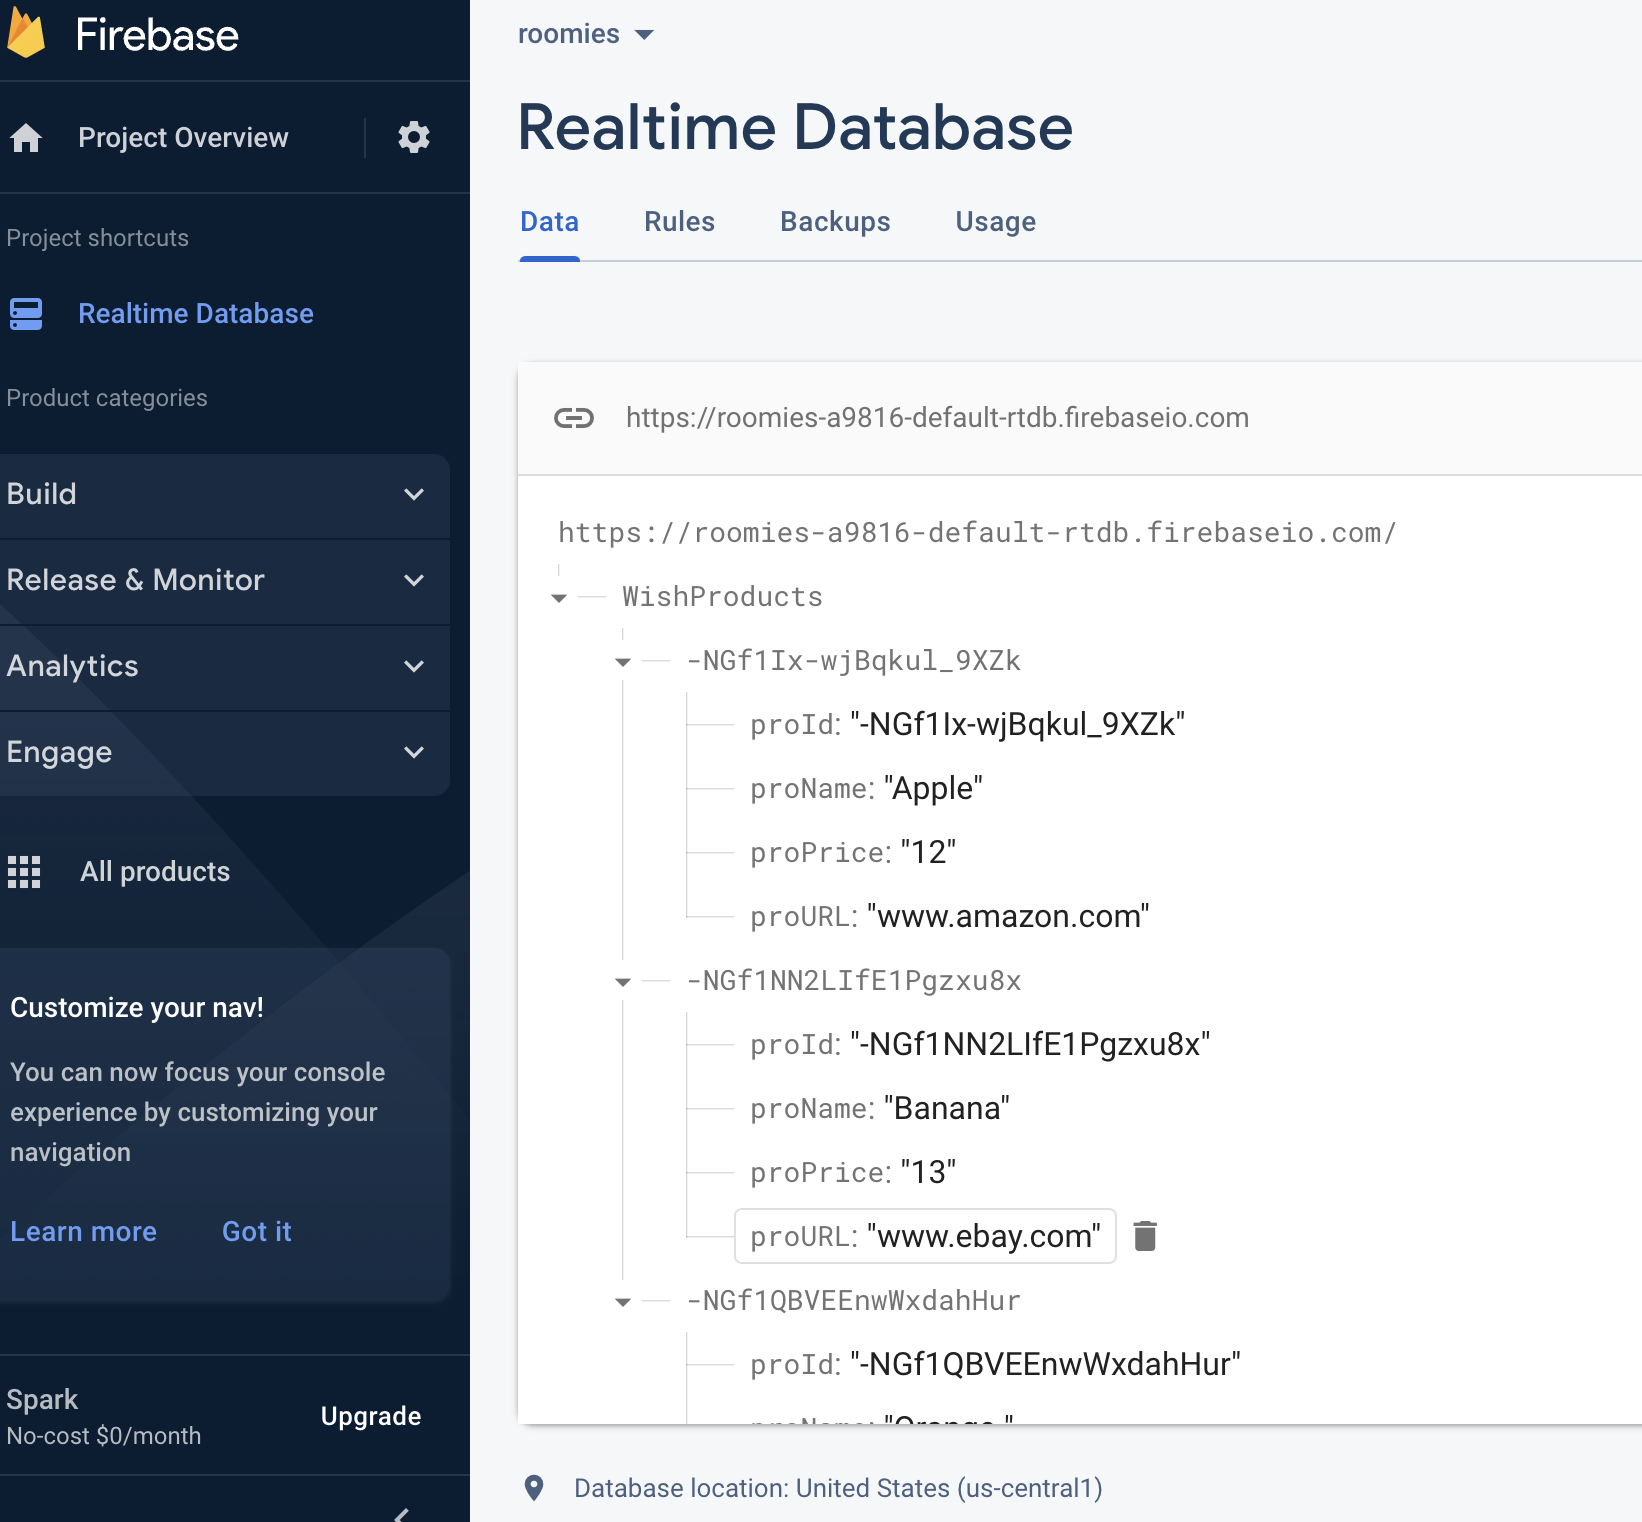 Firebase
Project Overview
Project shortcuts
Realtime Database
Product categories
Build
Release & Monitor
Analytics
Engage
All products
Customize your nav!
You can now focus your console
experience by customizing your
navigation
Learn more Got it
Spark
No-cost $0/month
Upgrade
roomies
Realtime Database
Data Rules Backups Usage
https://roomies-a9816-default-rtdb.firebaseio.com
https://roomies-a9816-default-rtdb.firebaseio.com/
WishProducts
-NGf1Ix-wjBqkul_9XZk
proId: "-NGf1Ix-wjBqkul_9XZk"
proName: "Apple"
proPrice: "12"
proURL: "www.amazon.com"
-NGf1NN2LIfE1Pgzxu8x
proId: "-NGf1NN2LIfE1Pgzxu8x"
proName: "Banana"
proPrice: "13"
proURL: "www.ebay.com"
-NGf1QBVEEnwWxdahHur
proId: "-NGf1QBVEEnwWxdahHur"
proName: "Orange "
Database location: United States (us-central1)